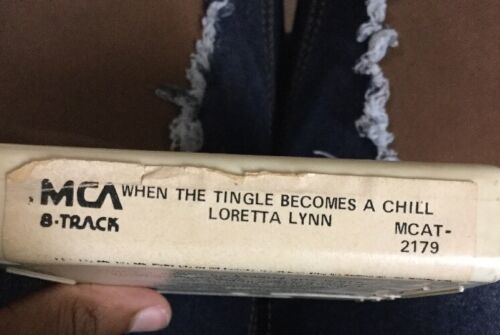 MCA WHEN THE TINGLE BECOMES A CHILL
8·TRACK LORETTA LYNN MCAT-
2179